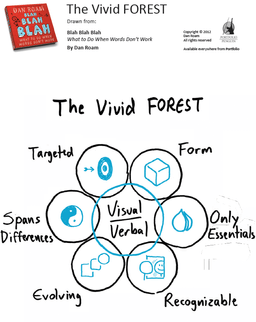 The Vivid FOREST
Drawn from:
DAN ROAM
BLAH
BLAH
BLAH
WHAT TO DO WHEN
WORDS DON'T WORK
Blah Blah Blah
What to Do When Words Don't Work
By Dan Roam
Copyright © 2012
Dan Roam
All rights reserved
PORTFOLIO
PENGUIN
Available everywhere from Portfolio
The Vivid FOREST
Targeted
Form
Spans
Differences
Visual
Verbal
Only
Essentials
Evolving
Recognizable